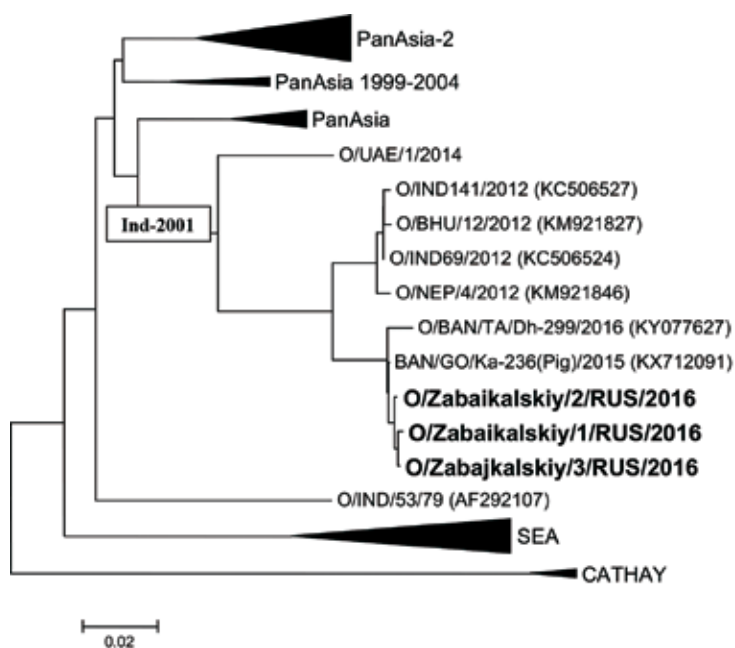 PanAsia-2
PanAsia 1999-2004
PanAsia
O/UAE/1/2014
O/IND141/2012 (KC506527)
Ind-2001
O/BHU/12/2012 (KM921827)
O/IND69/2012 (KC506524)
O/NEP/4/2012 (KM921846)
O/BAN/TA/Dh-299/2016 (KY077627)
BAN/GO/Ka-236(Pig)/2015 (KX712091)
O/Zabaikalskiy/2/RUS/2016
O/Zabaikalskiy/1/RUS/2016
O/Zabajkalskiy/3/RUS/2016
O/IND/53/79 (AF292107)
SEA
CATHAY
0.02